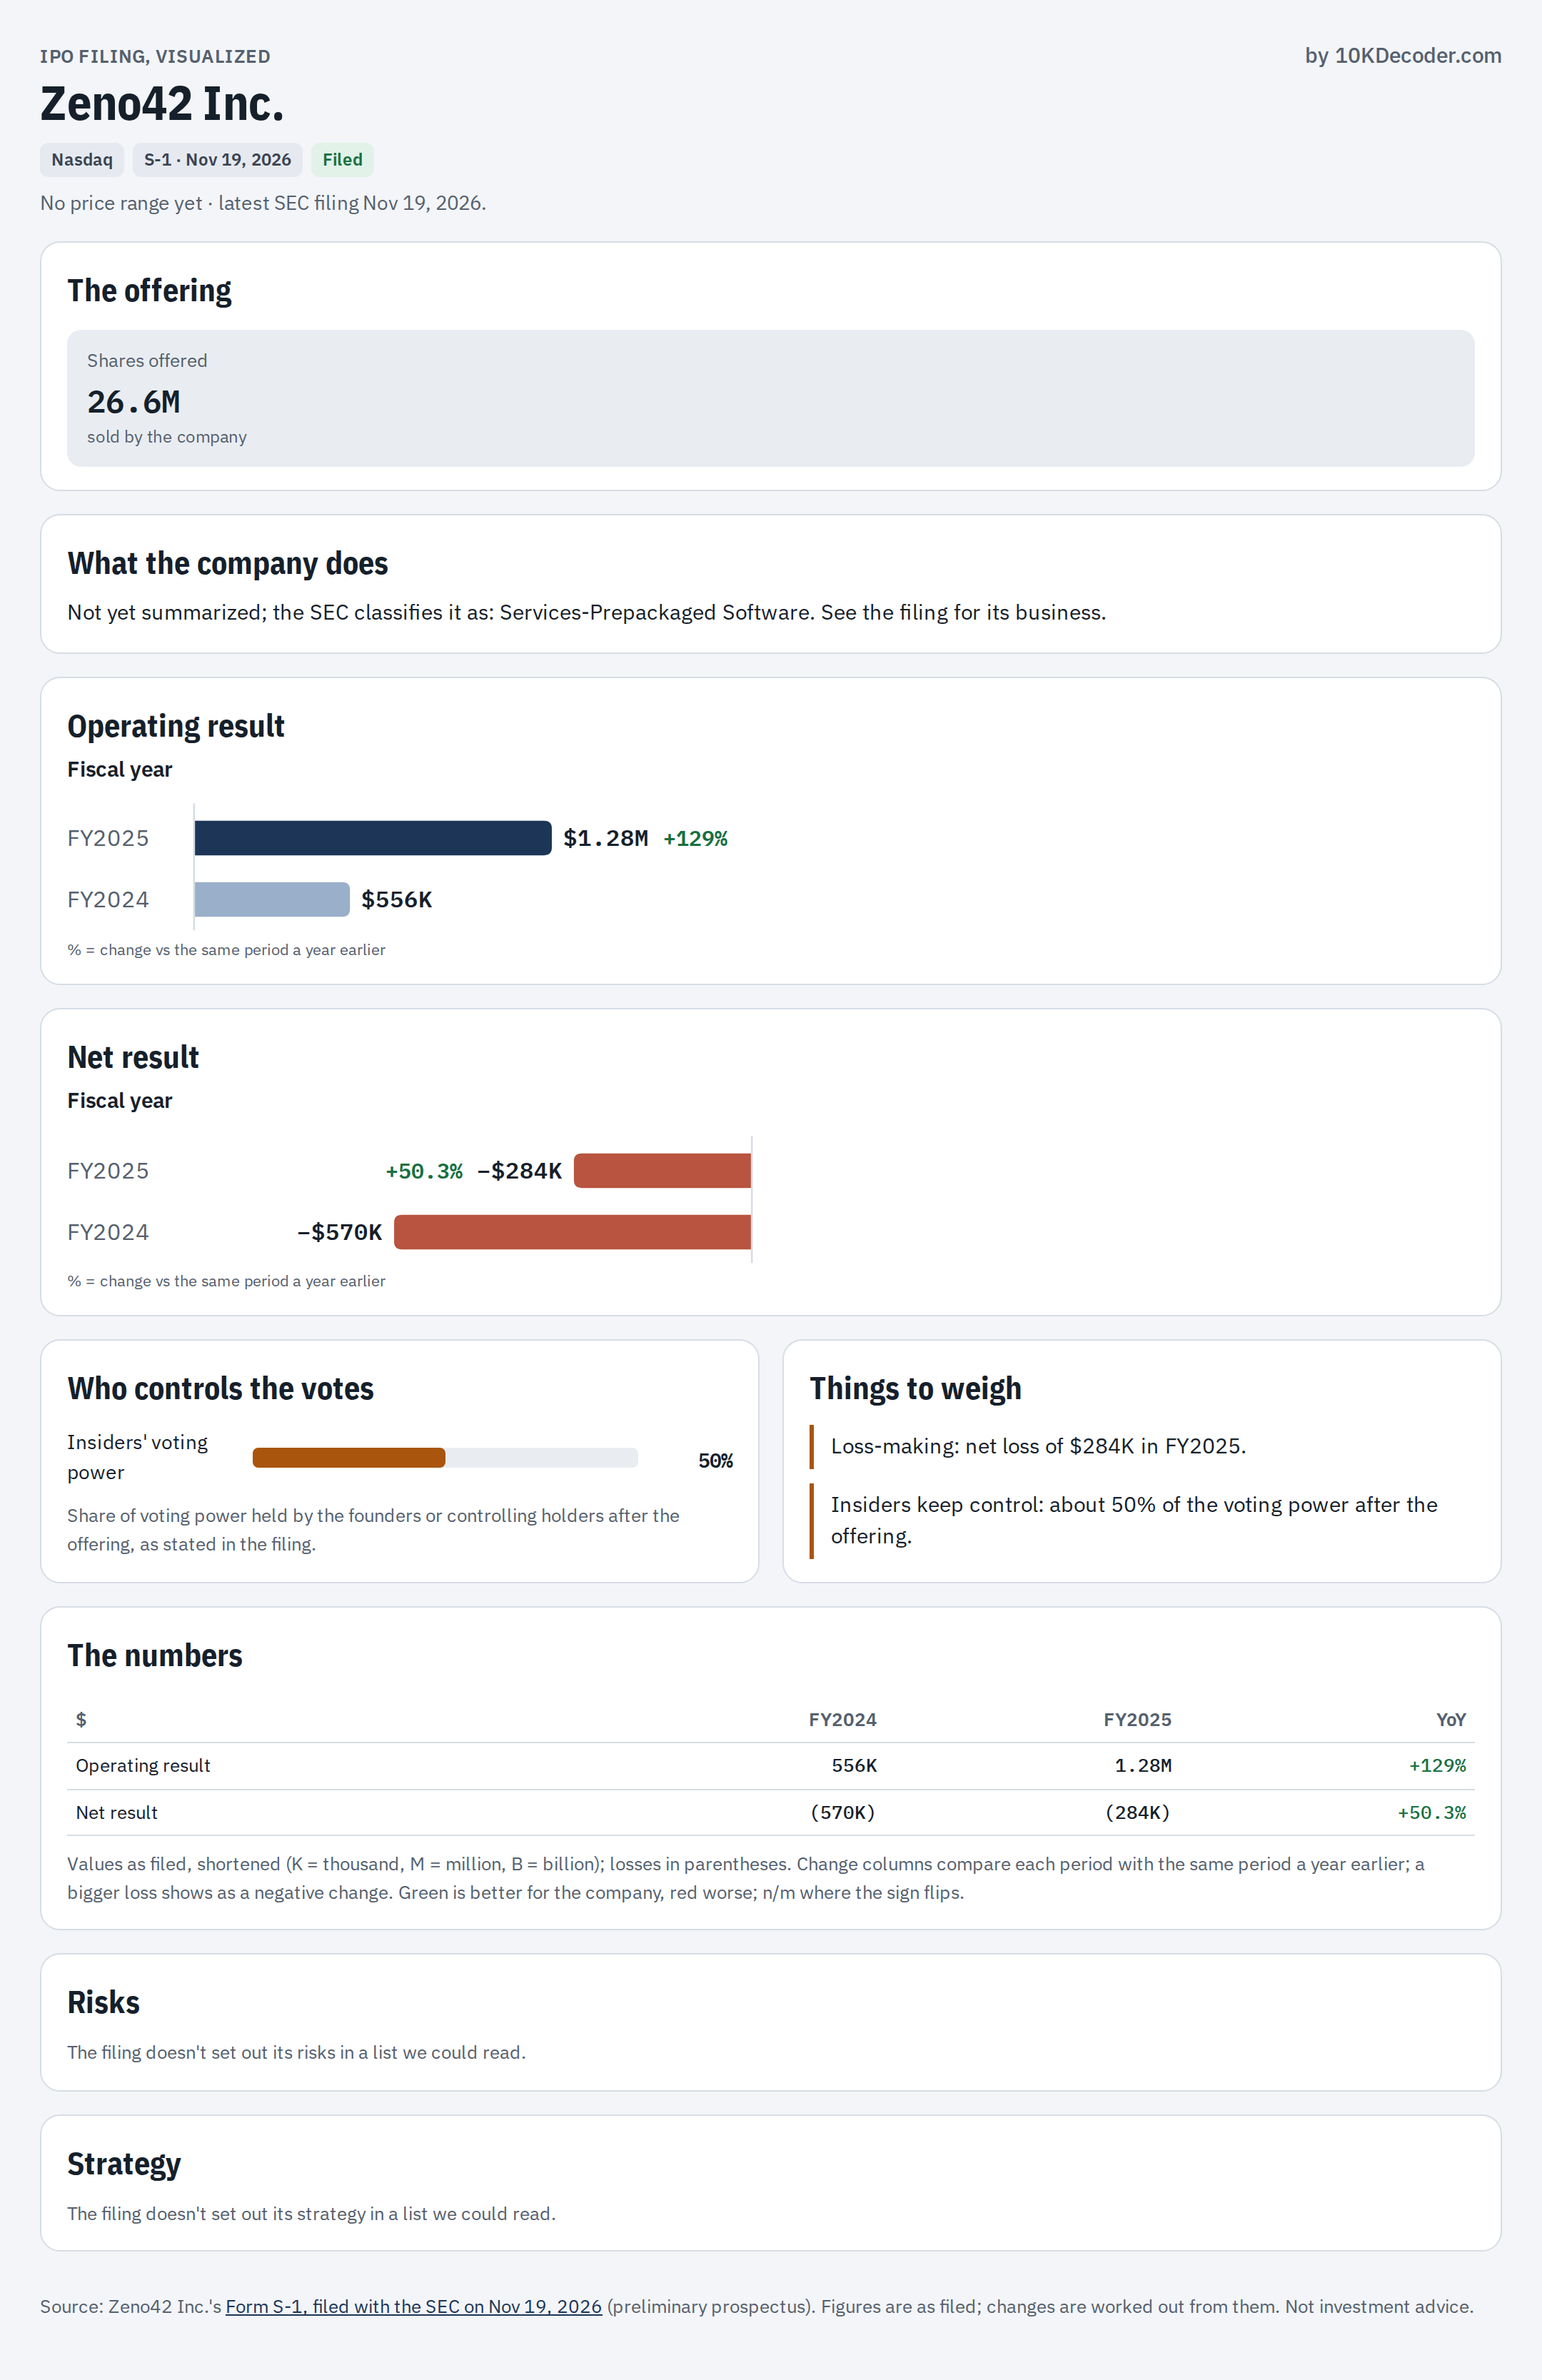 IPO FILING, VISUALIZED
by 10KDecoder.com
Zeno42 Inc.
Nasdaq
S-1 · Nov 19, 2026
Filed
No price range yet · latest SEC filing Nov 19, 2026.
The offering
Shares offered
26.6M
sold by the company
What the company does
Not yet summarized; the SEC classifies it as: Services-Prepackaged Software. See the filing for its business.
Operating result
Fiscal year
FY2025 $1.28M +129%
FY2024 $556K
% = change vs the same period a year earlier
Net result
Fiscal year
FY2025 +50.3% −$284K
FY2024 −$570K
% = change vs the same period a year earlier
Who controls the votes
Insiders' voting
power
50%
Share of voting power held by the founders or controlling holders after the
offering, as stated in the filing.
Things to weigh
Loss-making: net loss of $284K in FY2025.
Insiders keep control: about 50% of the voting power after the
offering.
The numbers
$ FY2024 FY2025 YoY
Operating result 556K 1.28M +129%
Net result (570K) (284K) +50.3%
Values as filed, shortened (K = thousand, M = million, B = billion); losses in parentheses. Change columns compare each period with the same period a year earlier; a
bigger loss shows as a negative change. Green is better for the company, red worse; n/m where the sign flips.
Risks
The filing doesn't set out its risks in a list we could read.
Strategy
The filing doesn't set out its strategy in a list we could read.
Source: Zeno42 Inc.'s Form S-1, filed with the SEC on Nov 19, 2026 (preliminary prospectus). Figures are as filed; changes are worked out from them. Not investment advice.